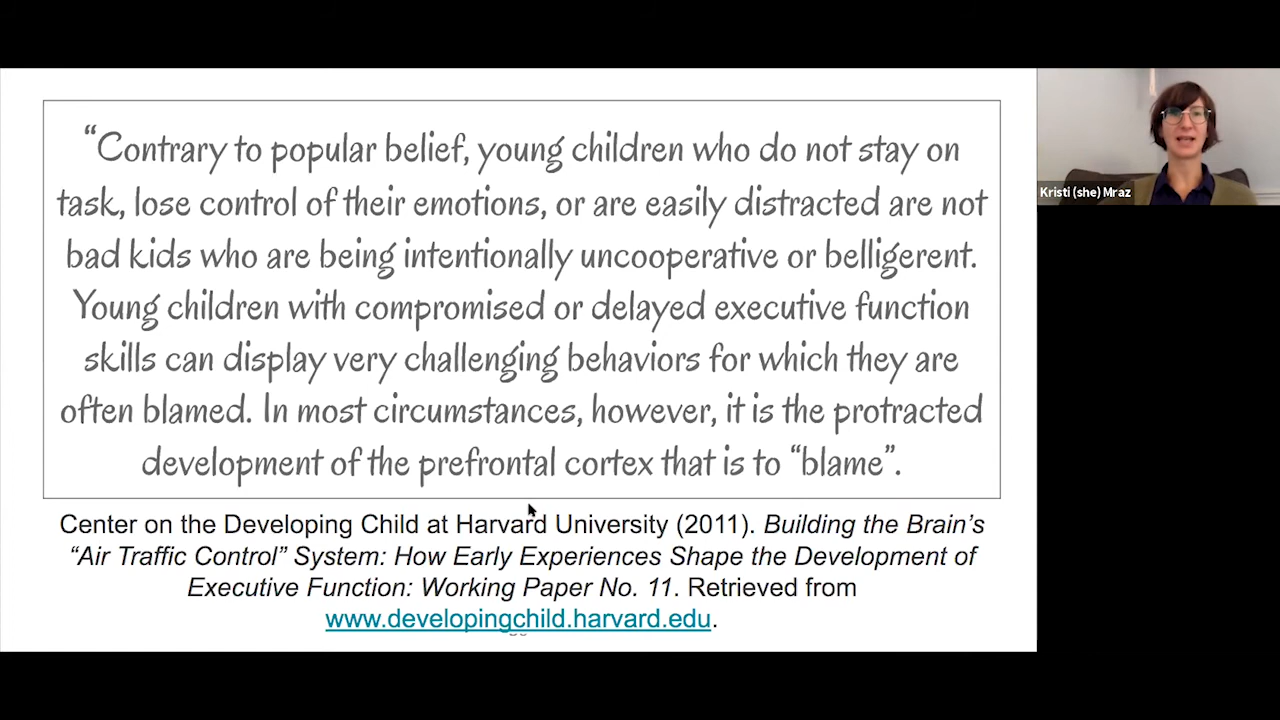 “Contrary to popular belief, young children who do not stay on
task, lose control of their emotions, or are easily distracted are not
bad kids who are being intentionally uncooperative or belligerent.
Young children with compromised or delayed executive function
skills can display very challenging behaviors for which they are
often blamed. In most circumstances, however, it is the protracted
development of the prefrontal cortex that is to “blame”.
Center on the Developing Child at Harvard University (2011). Building the Brain’s
“Air Traffic Control” System: How Early Experiences Shape the Development of
Executive Function: Working Paper No. 11. Retrieved from
www.developingchild.harvard.edu.
Kristi (she) Mraz